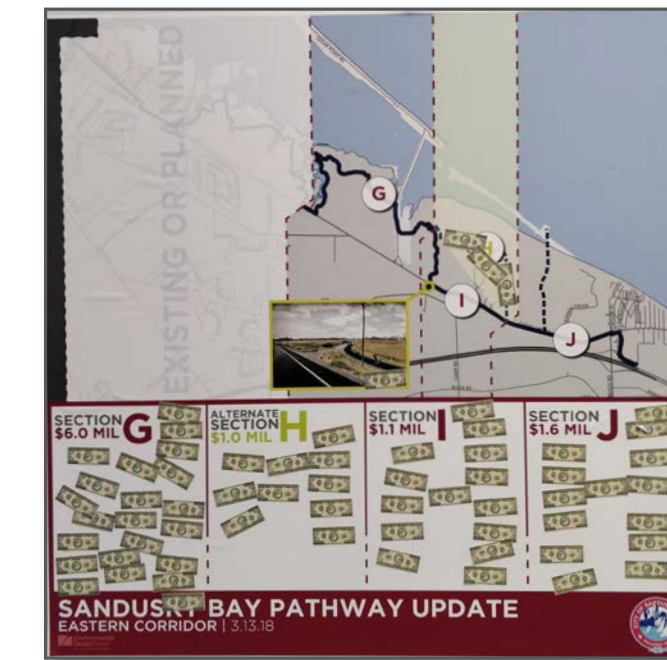 EXISTING OR PLANNED
G
I
J
SECTION G
$6.0 MIL
ALTERNATE
SECTION H
$1.0 MIL
SECTION I
$1.1 MIL
SECTION J
$1.6 MIL
SANDUSKY BAY PATHWAY UPDATE
EASTERN CORRIDOR | 3.13.18